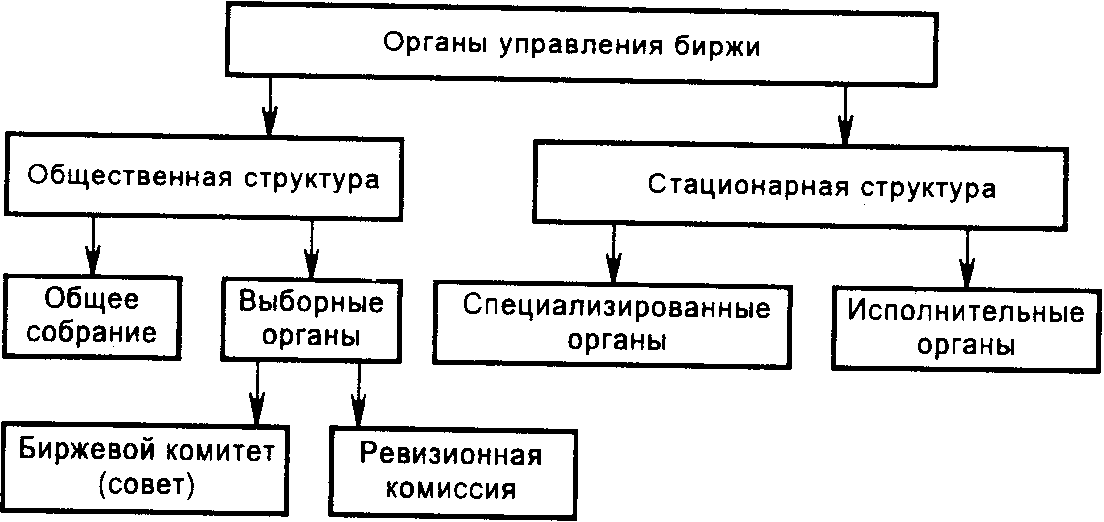 Органы управления биржи
Общественная структура
Стационарная структура
Общее
собрание
Выборные
органы
Специализированные
органы
Исполнительные
органы
Биржевой комитет
(совет)
Ревизионная
комиссия